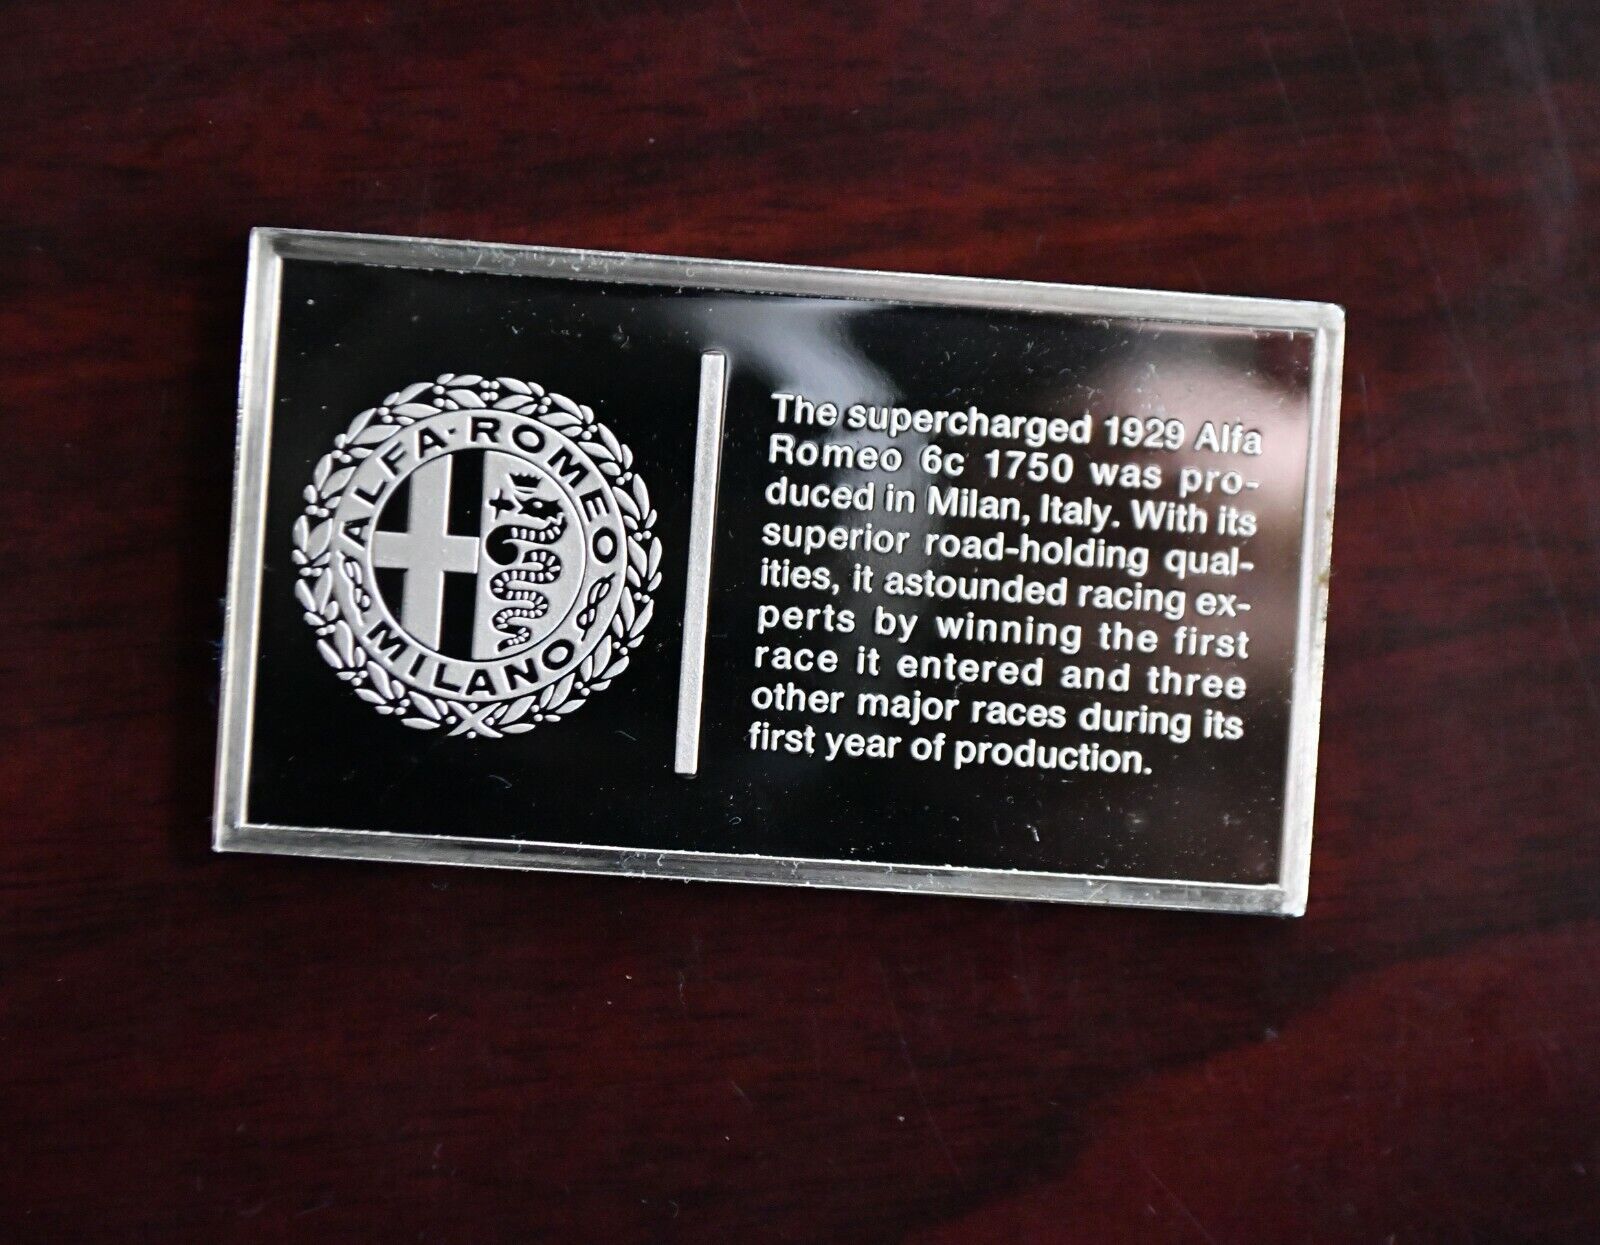 ALFA·ROMEO
MILANO
The supercharged 1929 Alfa
Romeo 6c 1750 was pro-
duced in Milan, Italy. With its
superior road-holding qual-
ities, it astounded racing ex-
perts by winning the first
race it entered and three
other major races during its
first year of production.